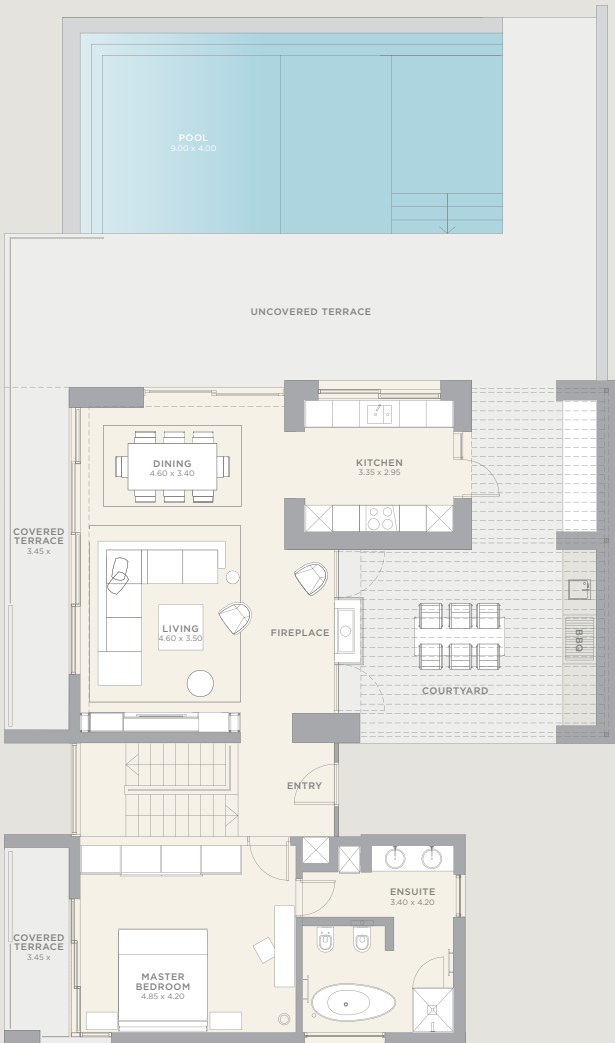 POOL
9.00 x 4.00
UNCOVERED TERRACE
DINING
4.60 x 3.40
KITCHEN
3.35 x 2.95
COVERED
TERRACE
3.45 x
LIVING
4.60 x 3.50
FIREPLACE
BBQ
COURTYARD
ENTRY
ENSUITE
3.40 x 4.20
COVERED
TERRACE
3.45 x
MASTER
BEDROOM
4.85 x 4.20